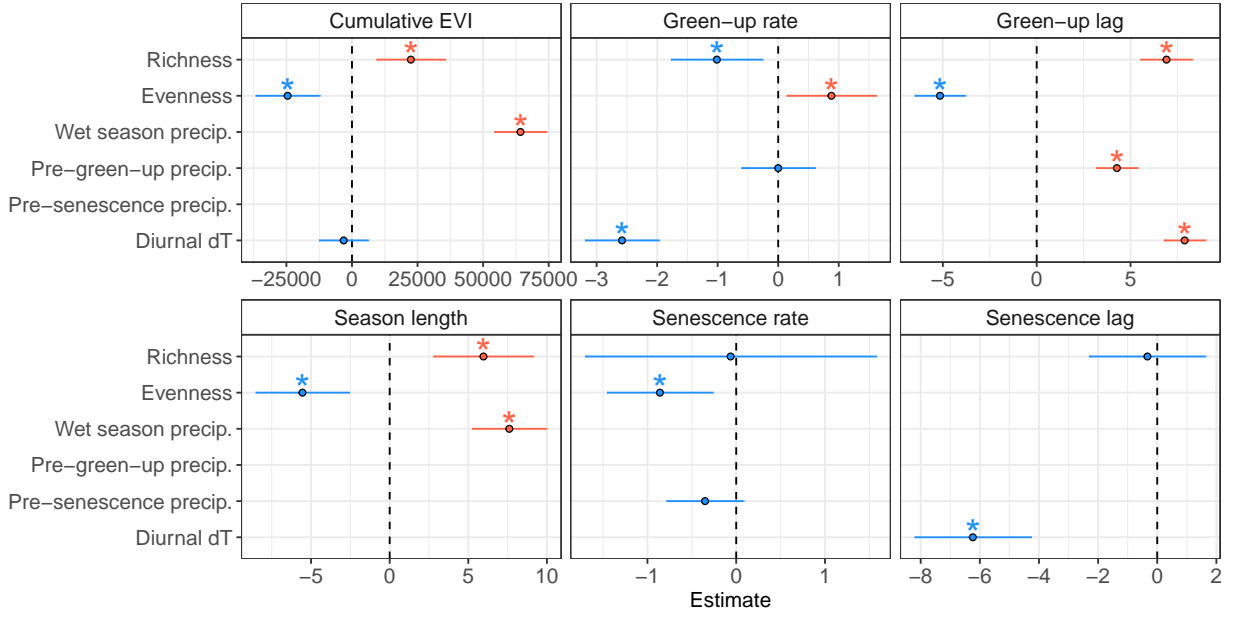 Cumulative EVI
Green−up rate
Green−up lag
Richness
Evenness
Wet season precip.
Pre−green−up precip.
Pre−senescence precip.
Diurnal dT
* * * * * * * * * * *
−25000 0 25000 50000 75000
−3 −2 −1 0 1
−5 0 5
Season length
Senescence rate
Senescence lag
Richness
Evenness
Wet season precip.
Pre−green−up precip.
Pre−senescence precip.
Diurnal dT
* * * * *
−5 0 5 10
−1 0 1
−8 −6 −4 −2 0 2
Estimate